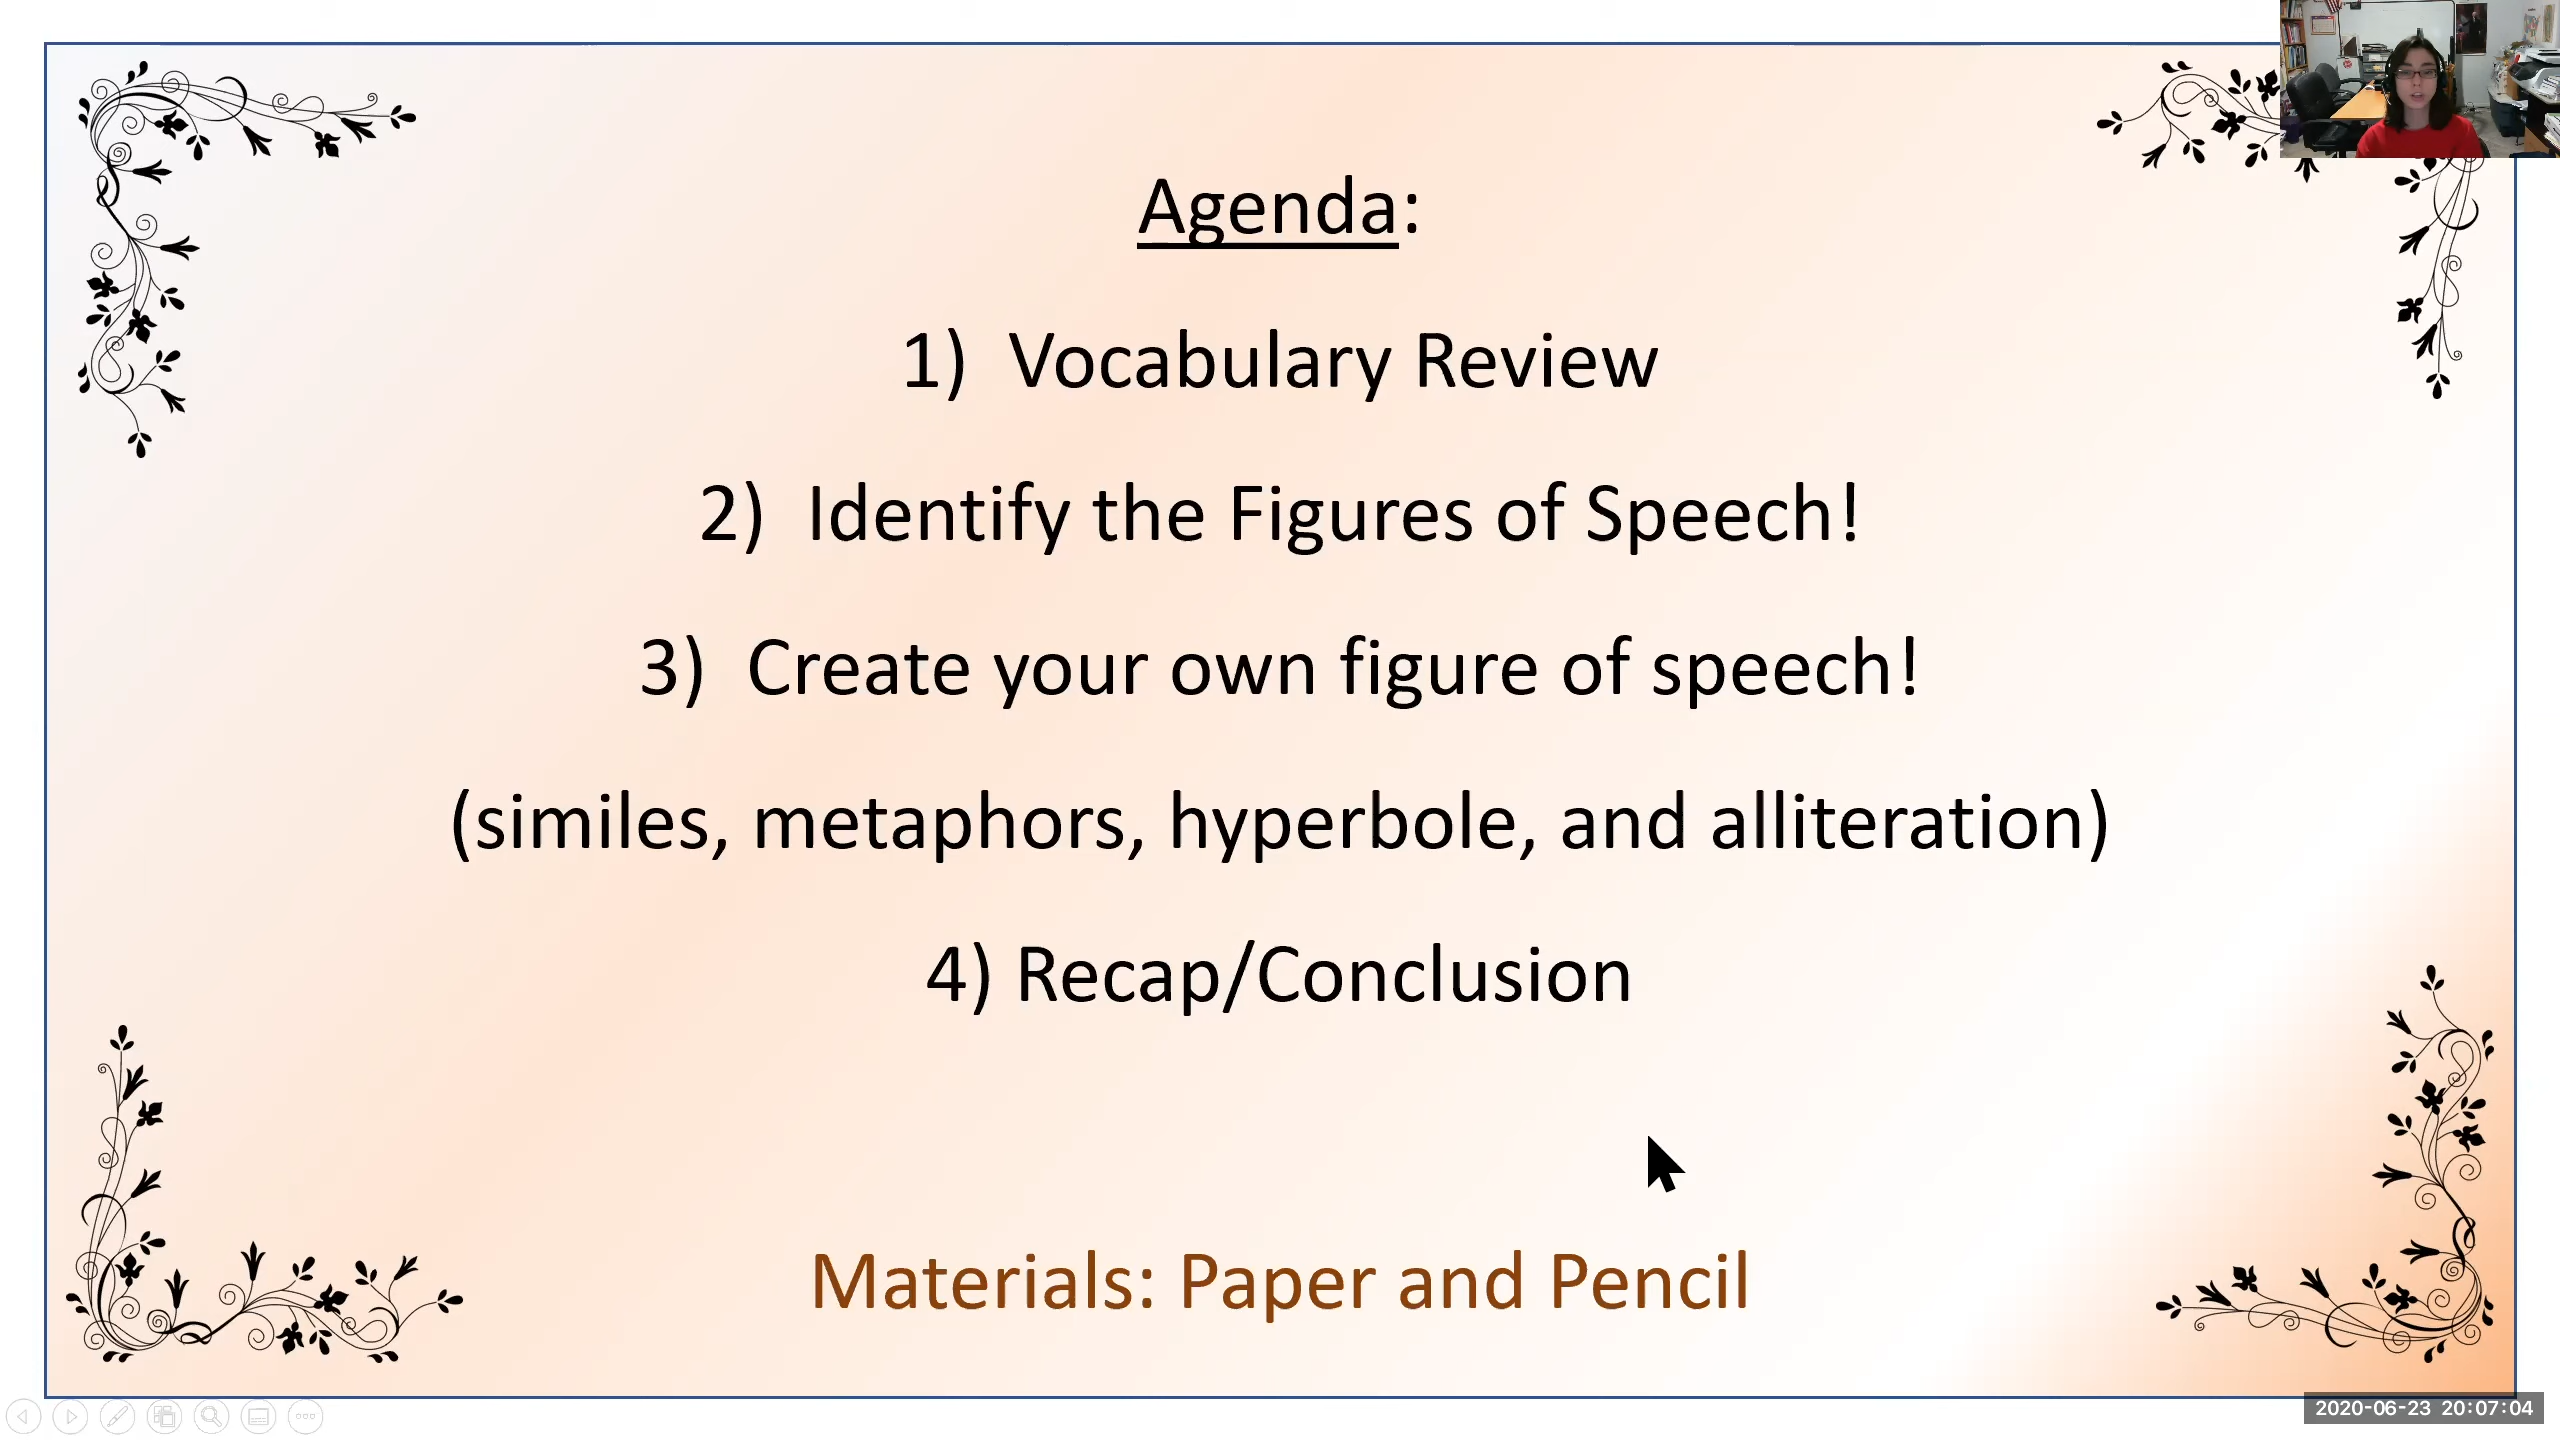 Agenda:
1) Vocabulary Review
2) Identify the Figures of Speech!
3) Create your own figure of speech!
(similes, metaphors, hyperbole, and alliteration)
4) Recap/Conclusion
Materials: Paper and Pencil
2020-06-23 20:07:04